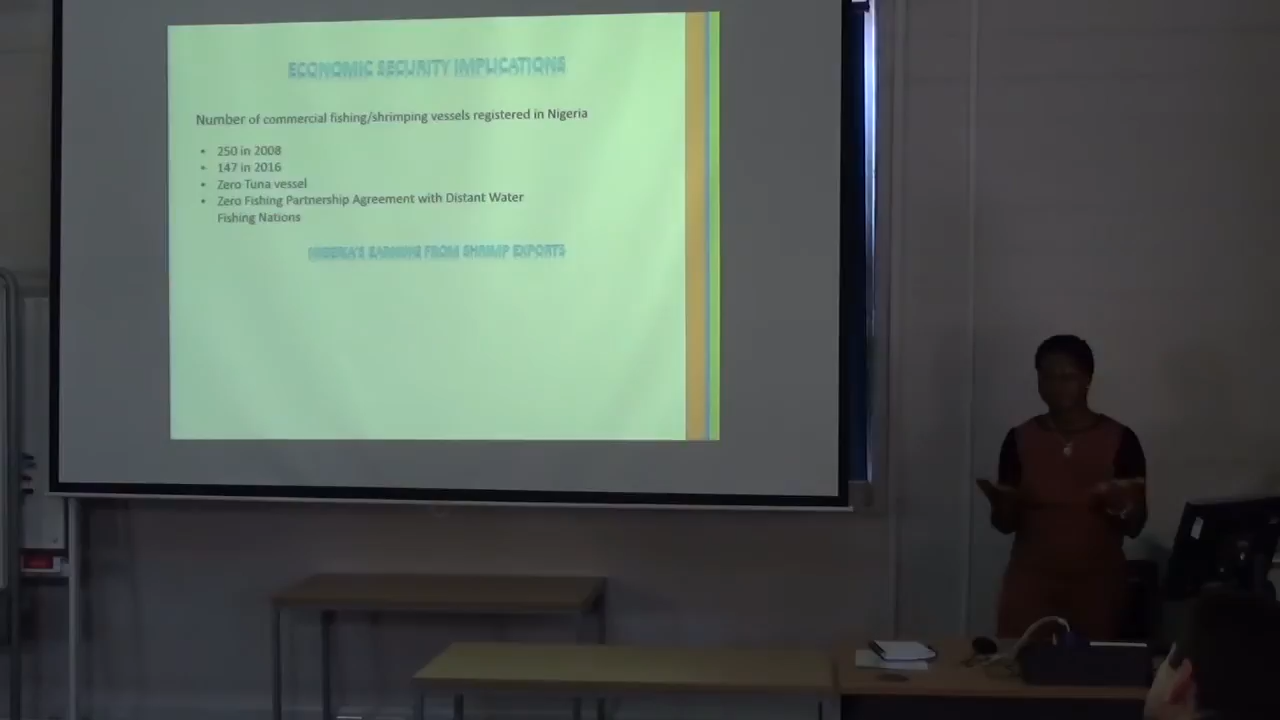 ECONOMIC SECURITY IMPLICATIONS
Number of commercial fishing/shrimping vessels registered in Nigeria
• 250 in 2008
• 147 in 2016
• Zero Tuna vessel
• Zero Fishing Partnership Agreement with Distant Water
Fishing Nations
NIGERIA'S EARNING FROM SHRIMP EXPORTS